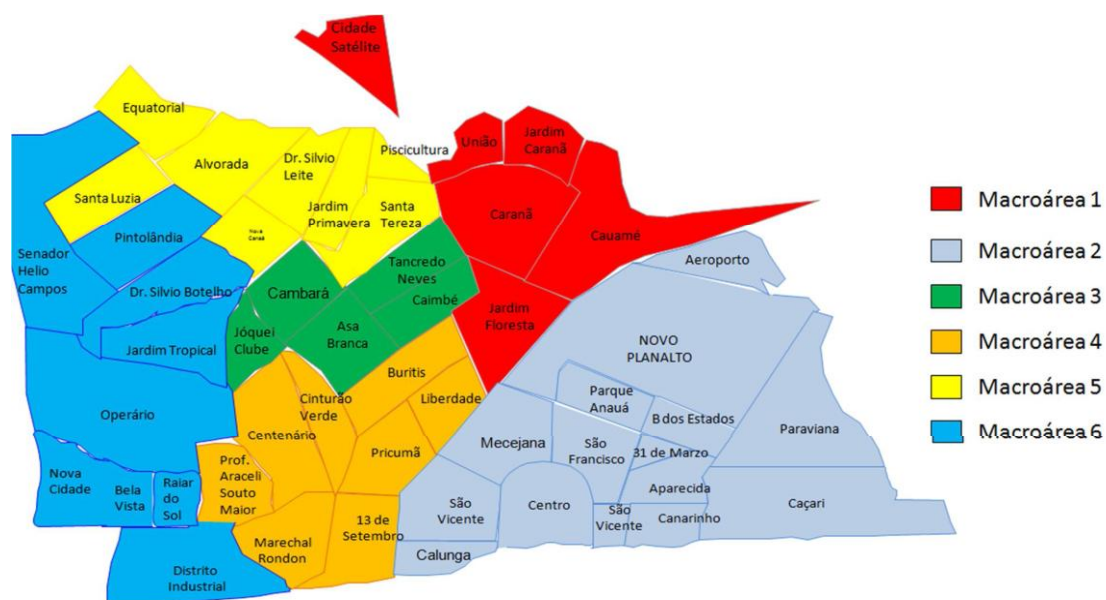 Cidade
Satélite
Equatorial
União
Jardim
Caranã
Piscicultura
Alvorada
Dr. Silvio
Leite
Santa Luzia
Jardim
Primavera
Santa
Tereza
Caranã
Cauamé
Pintolândia
Senador
Helio
Campos
Tancredo
Neves
Aeroporto
Dr. Silvio Botelho
Cambará
Caimbé
Jardim
Floresta
Jóquei
Clube
Asa
Branca
Jardim Tropical
NOVO
PLANALTO
Buritis
Parque
Anauá
Liberdade
Cinturão
Verde
Operário
Centenário
B dos Estados
Paraviana
Mecejana
São
Francisco
31 de Marzo
Pricumã
Prof.
Araceli
Souto
Maior
Nova
Cidade
Bela
Vista
Raiar
do
Sol
Aparecida
São
Vicente
Centro
São
Vicente
Canarinho
Caçari
13 de
Setembro
Marechal
Rondon
Calunga
Distrito
Industrial
Macroárea 1
Macroárea 2
Macroárea 3
Macroárea 4
Macroárea 5
Macroárea 6